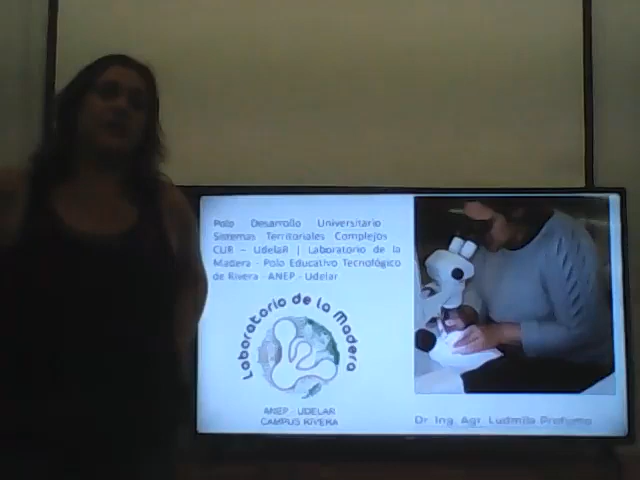 Polo Desarrollo Universitario
Sistemas Territoriales Complejos
CUR – UdelaR | Laboratorio de la
Madera - Polo Educativo Tecnológico
de Rivera - ANEP - Udelar
Laboratorio de la Madera
ANEP - UDELAR
CAMPUS RIVERA
Dr. Ing. Agr. Ludmila Profumo